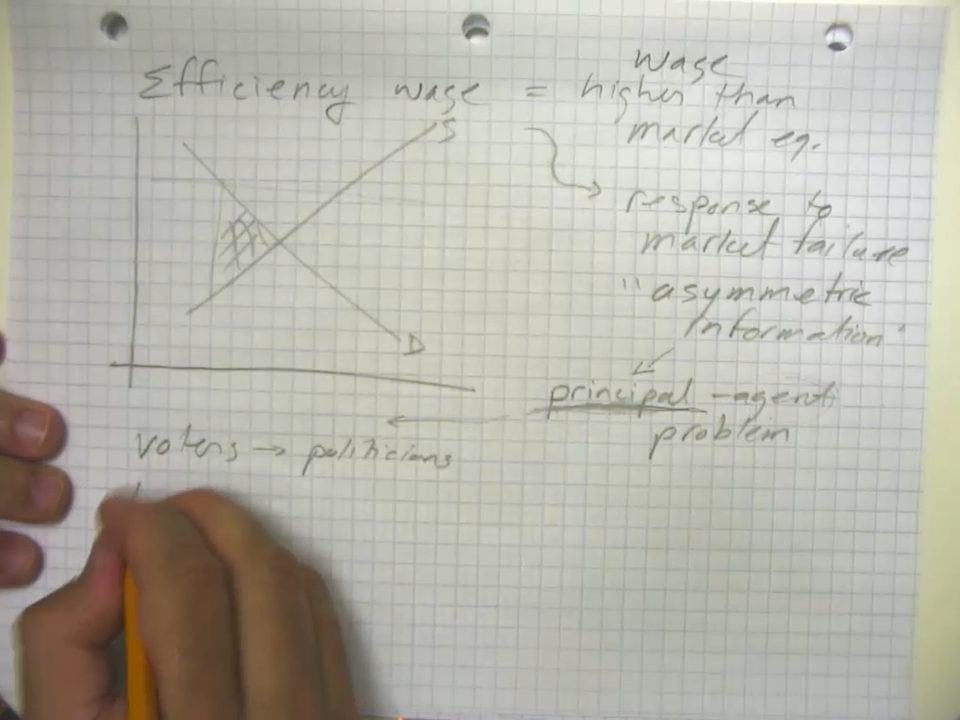 Efficiency wage = wage
higher than
market eq.
S
D
response to
market failure
"asymmetric
information"
principal-agent
problem
voters → politicians